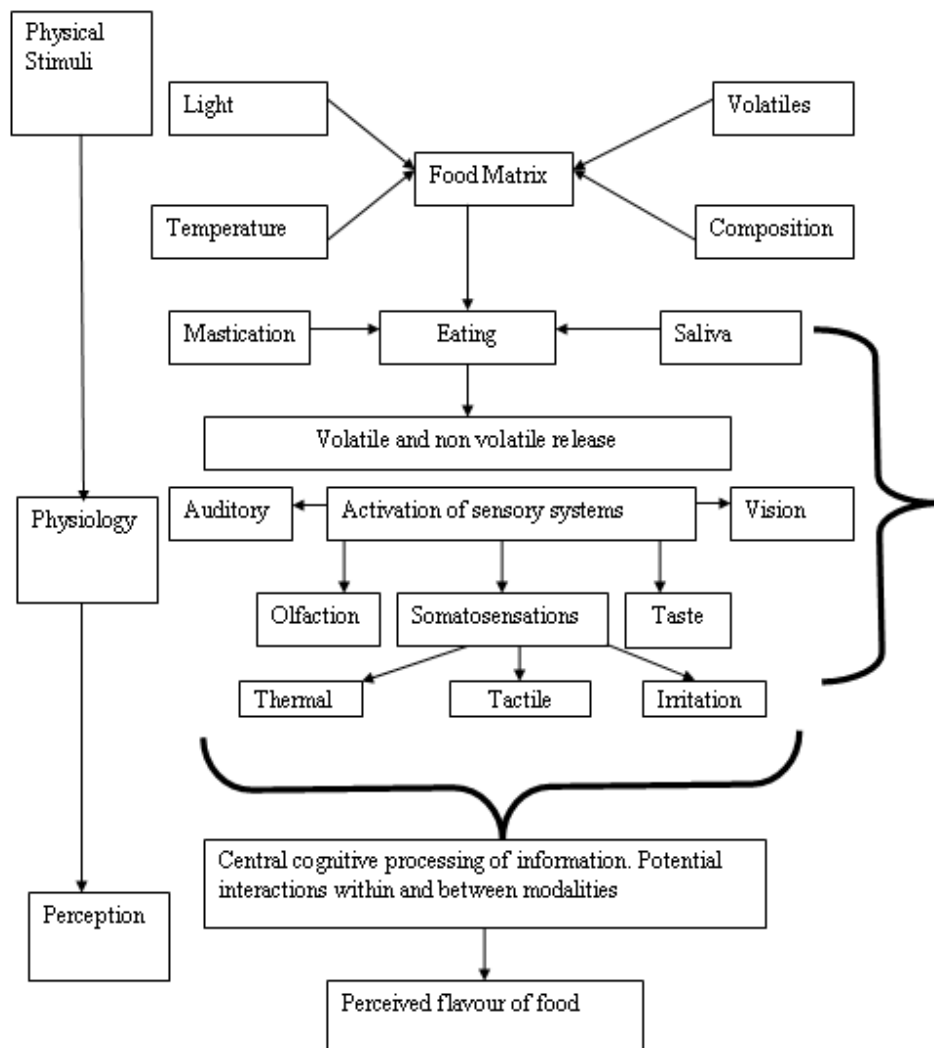 Physical
Stimuli
Light
Volatiles
Food Matrix
Temperature
Composition
Mastication
Eating
Saliva
Volatile and non volatile release
Physiology
Auditory
Activation of sensory systems
Vision
Olfaction
Somatosensations
Taste
Thermal
Tactile
Irritation
Central cognitive processing of information. Potential
interactions within and between modalities
Perception
Perceived flavour of food